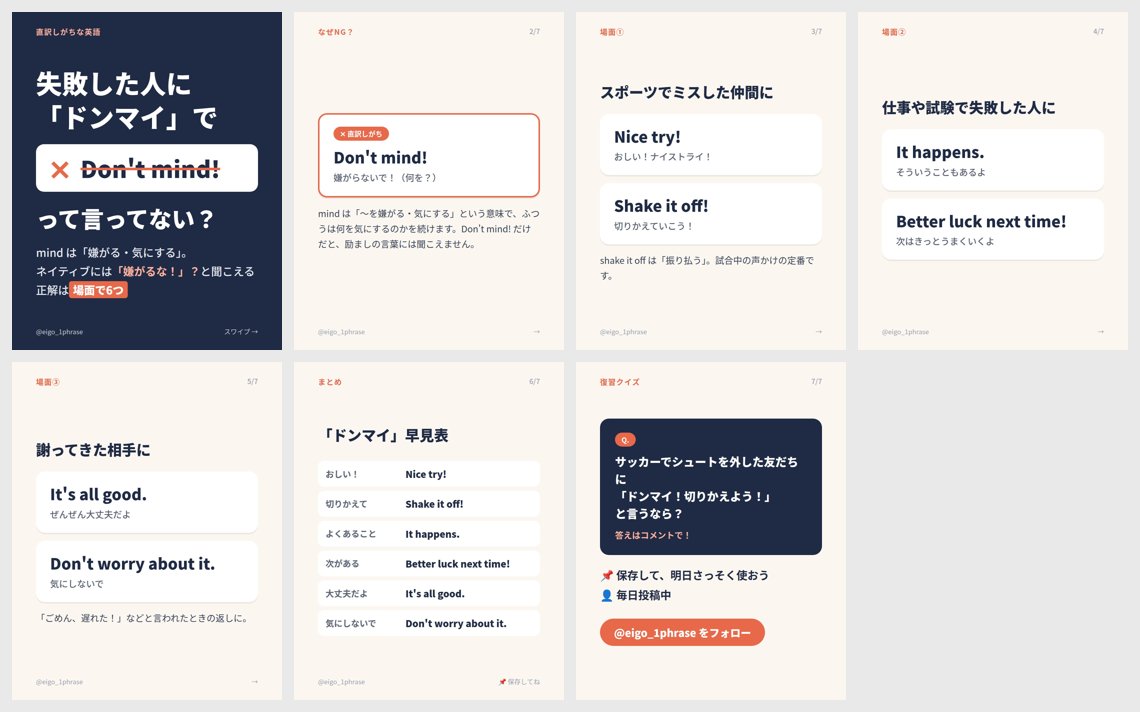 直訳しがちな英語
失敗した人に
「ドンマイ」で
× Don't mind!
って言ってない？
mind は「嫌がる・気にする」。
ネイティブには「嫌がるな！」？と聞こえる
正解は 場面で6つ
@eigo_1phrase
スワイプ →
なぜNG？
2/7
× 直訳しがち
Don't mind!
嫌がらないで！（何を？）
mind は「〜を嫌がる・気にする」という意味で、ふつ
うは何を気にするのかを続けます。Don't mind! だけ
だと、励ましの言葉には聞こえません。
@eigo_1phrase
→
場面①
3/7
スポーツでミスした仲間に
Nice try!
おしい！ナイストライ！
Shake it off!
切りかえていこう！
shake it off は「振り払う」。試合中の声かけの定番で
す。
@eigo_1phrase
→
場面②
4/7
仕事や試験で失敗した人に
It happens.
そういうこともあるよ
Better luck next time!
次はきっとうまくいくよ
@eigo_1phrase
→
場面③
5/7
謝ってきた相手に
It's all good.
ぜんぜん大丈夫だよ
Don't worry about it.
気にしないで
「ごめん、遅れた！」などと言われたときの返しに。
@eigo_1phrase
→
まとめ
6/7
「ドンマイ」早見表
おしい！ Nice try!
切りかえて Shake it off!
よくあること It happens.
次がある Better luck next time!
大丈夫だよ It's all good.
気にしないで Don't worry about it.
@eigo_1phrase
📌 保存してね
復習クイズ
7/7
Q.
サッカーでシュートを外した友だち
に
「ドンマイ！切りかえよう！」
と言うなら？
答えはコメントで！
📌 保存して、明日さっそく使おう
👤 毎日投稿中
@eigo_1phrase をフォロー